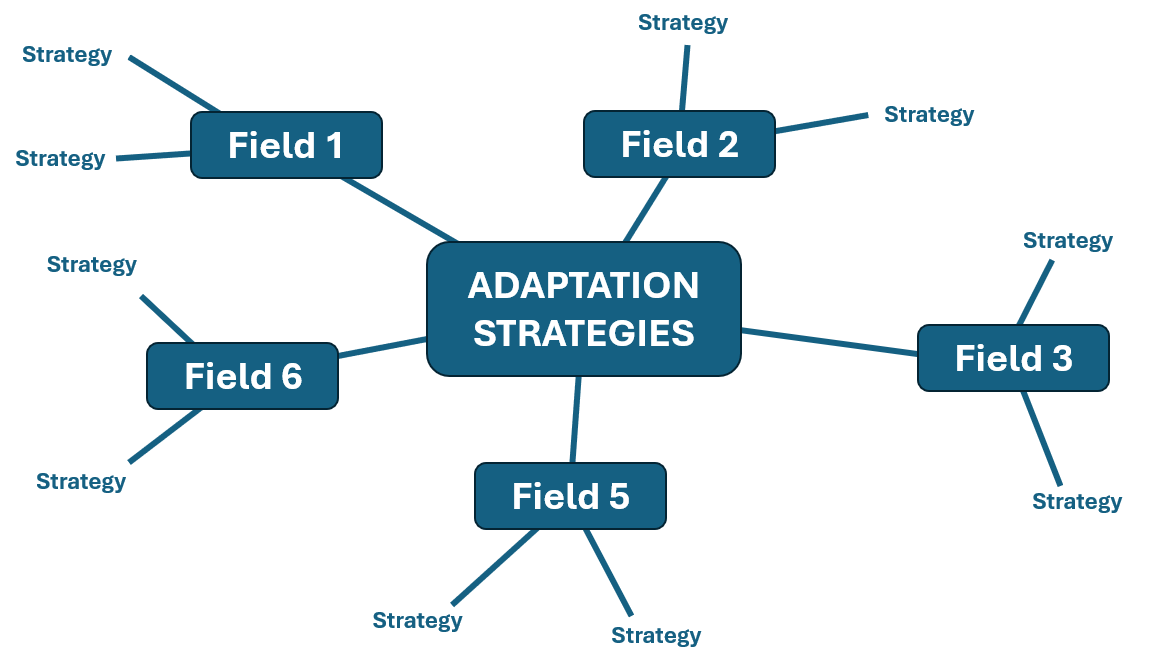 Strategy
Strategy
Field 1
Strategy
Field 2
Strategy
ADAPTATION
STRATEGIES
Strategy
Field 3
Strategy
Field 5
Strategy
Strategy
Strategy
Field 6
Strategy